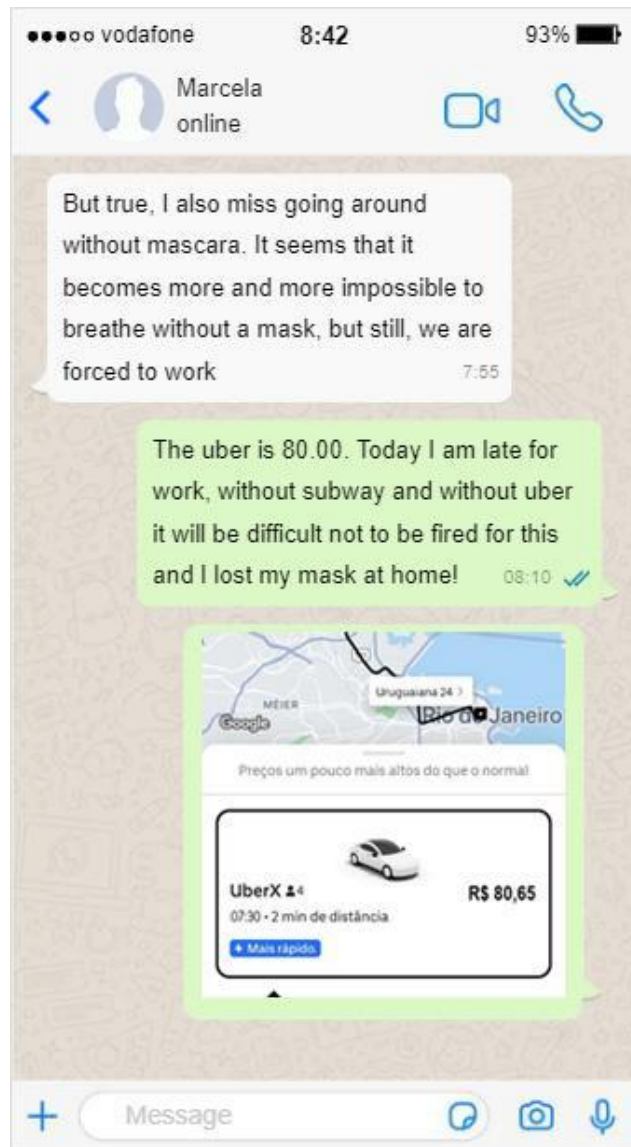 vodafone 8:42 93%
Marcela
online
But true, I also miss going around
without mascara. It seems that it
becomes more and more impossible to
breathe without a mask, but still, we are
forced to work 7:55
The uber is 80.00. Today I am late for
work, without subway and without uber
it will be difficult not to be fired for this
and I lost my mask at home! 08:10
Uruguaiana 24 >
MÉIER
Google Rio de Janeiro
Preços um pouco mais altos do que o normal
UberX 4 R$ 80,65
07:30 • 2 min de distância
+ Mais rápido
Message